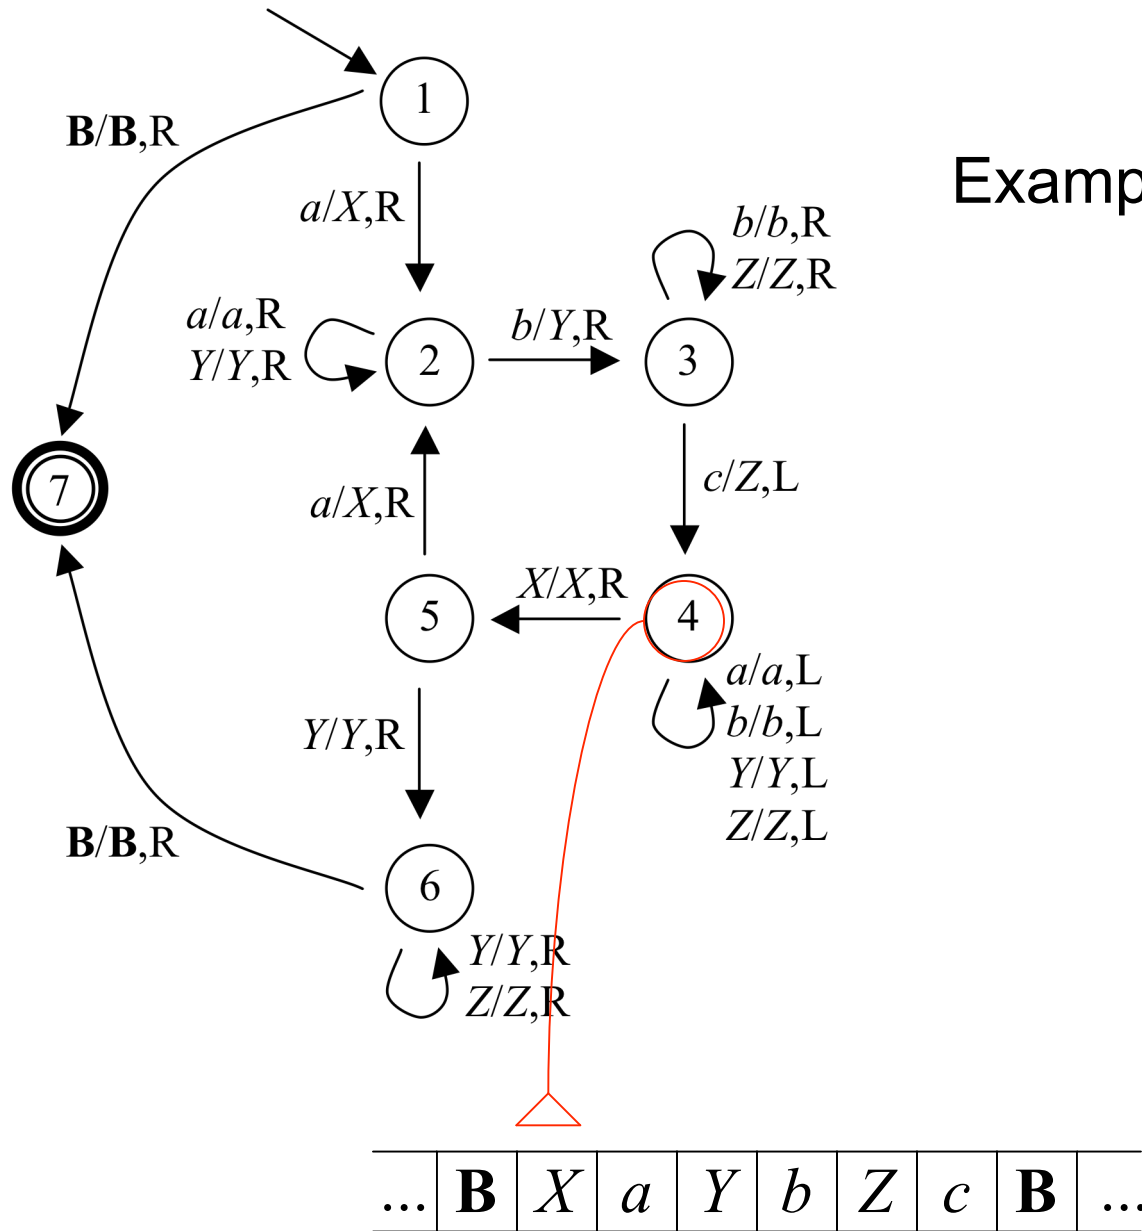 1
B/B,R
Examp
a/X,R
b/b,R
Z/Z,R
a/a,R
Y/Y,R
b/Y,R
2
3
7
a/X,R
c/Z,L
X/X,R
5
4
a/a,L
b/b,L
Y/Y,L
Z/Z,L
Y/Y,R
B/B,R
6
Y/Y,R
Z/Z,R
... B X a Y b Z c B ...